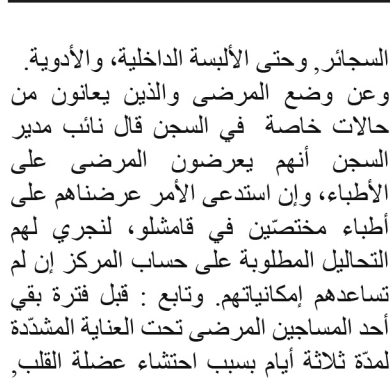 السجائر, وحتى الألبسة الداخلية، والأدوية.
وعن وضع المرضى والذين يعانون من
حالات خاصة في السجن قال نائب مدير
السجن أنهم يعرضون المرضى على
الأطباء، وإن استدعى الأمر عرضناهم على
أطباء مختصّين في قامشلو، لنجري لهم
التحاليل المطلوبة على حساب المركز إن لم
تساعدهم إمكانياتهم. وتابع : قبل فترة بقي
أحد المساجين المرضى تحت العناية المشدّدة
لمدّة ثلاثة أيام بسبب احتشاء عضلة القلب,